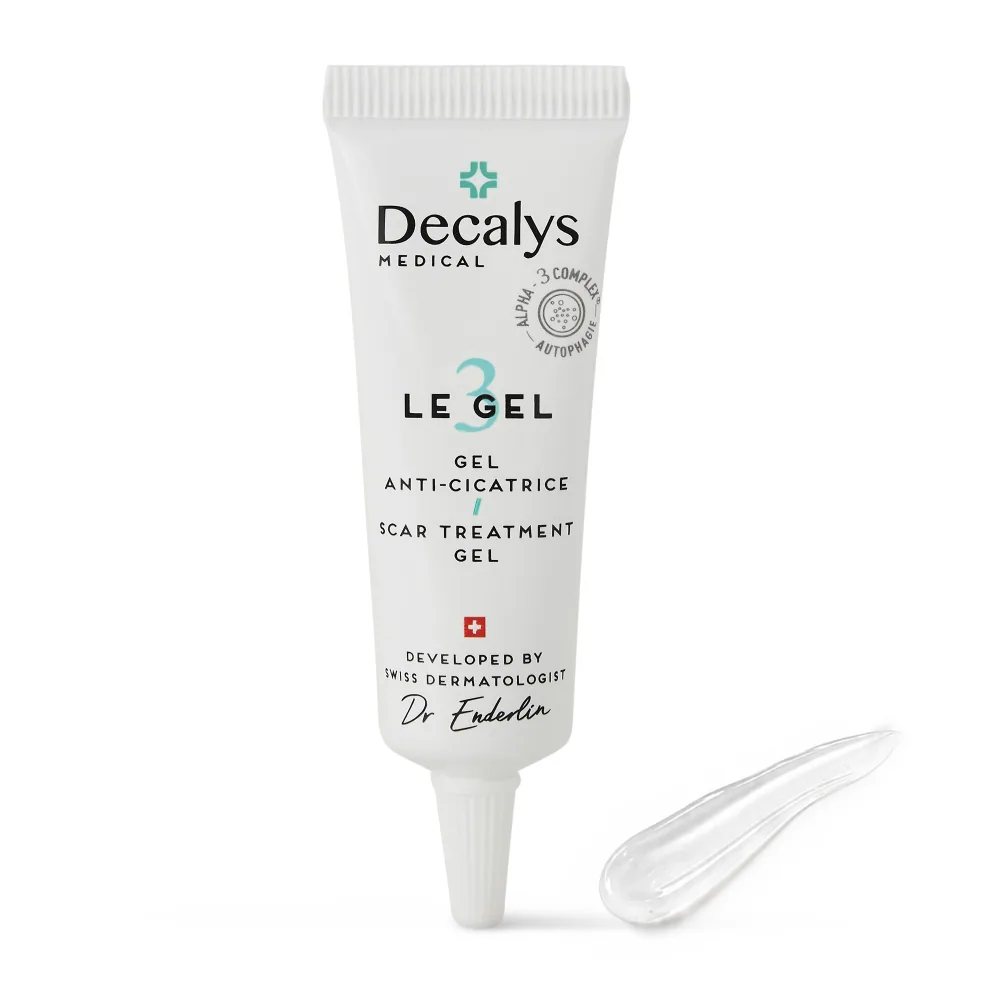 Decalys
MEDICAL
ALPHA - 3 COMPLEX®
AUTOPHAGIE
3
LE GEL
GEL
ANTI-CICATRICE
//
SCAR TREATMENT
GEL
DEVELOPED BY
SWISS DERMATOLOGIST
Dr Enderlin